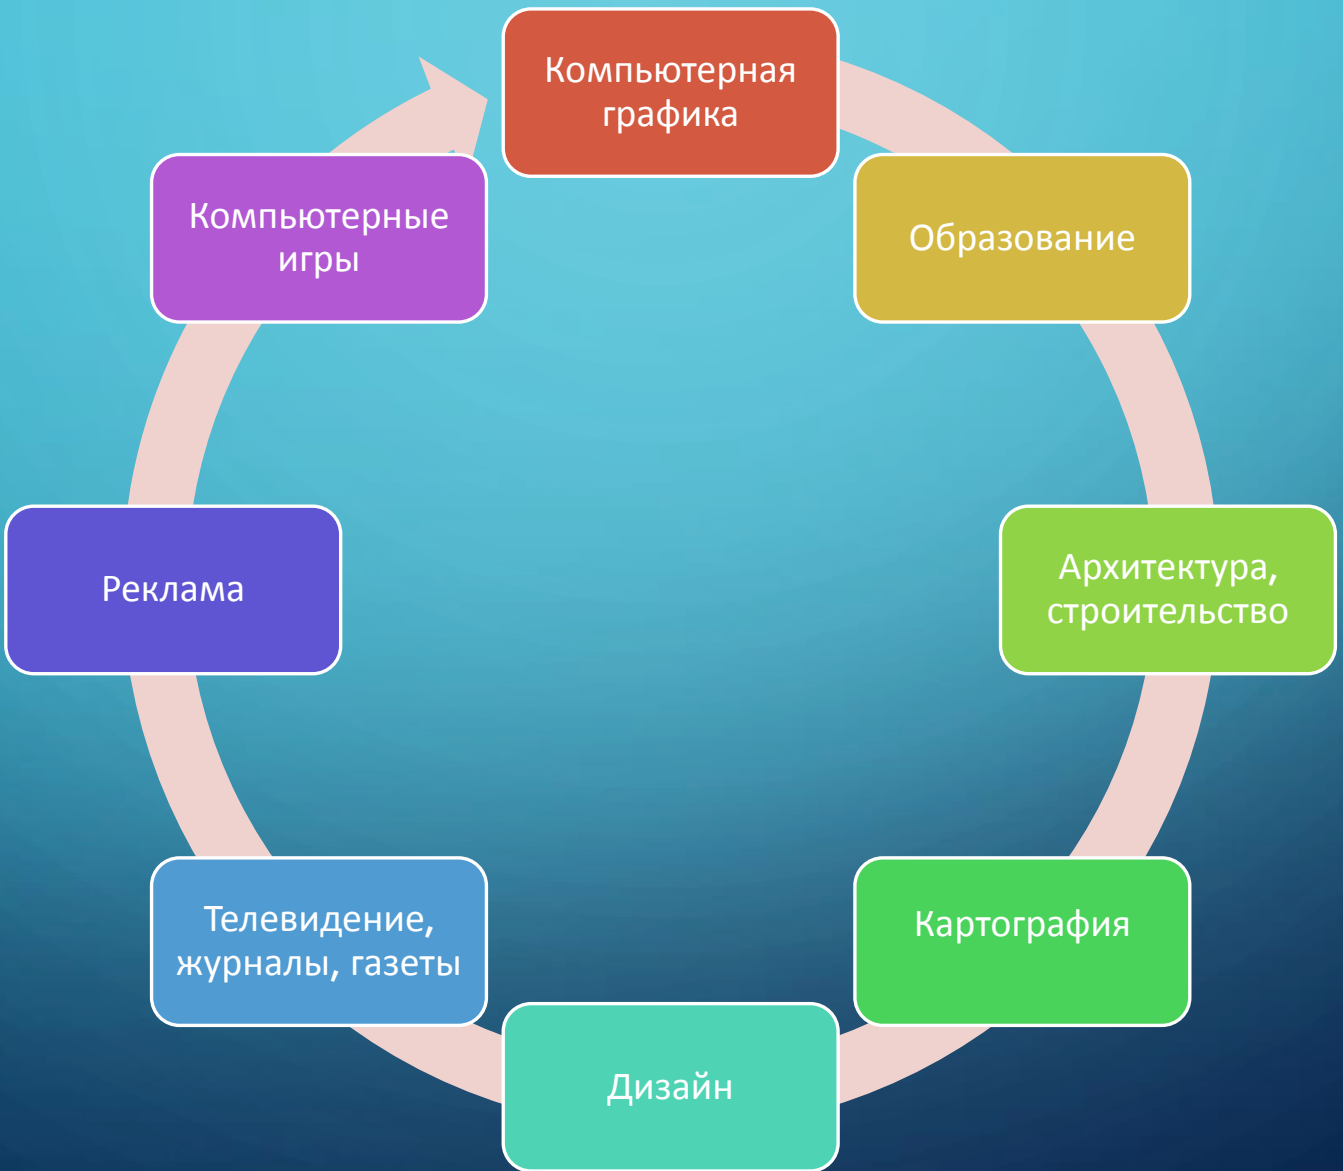 Компьютерная
графика
Образование
Архитектура,
строительство
Картография
Дизайн
Телевидение,
журналы, газеты
Реклама
Компьютерные
игры